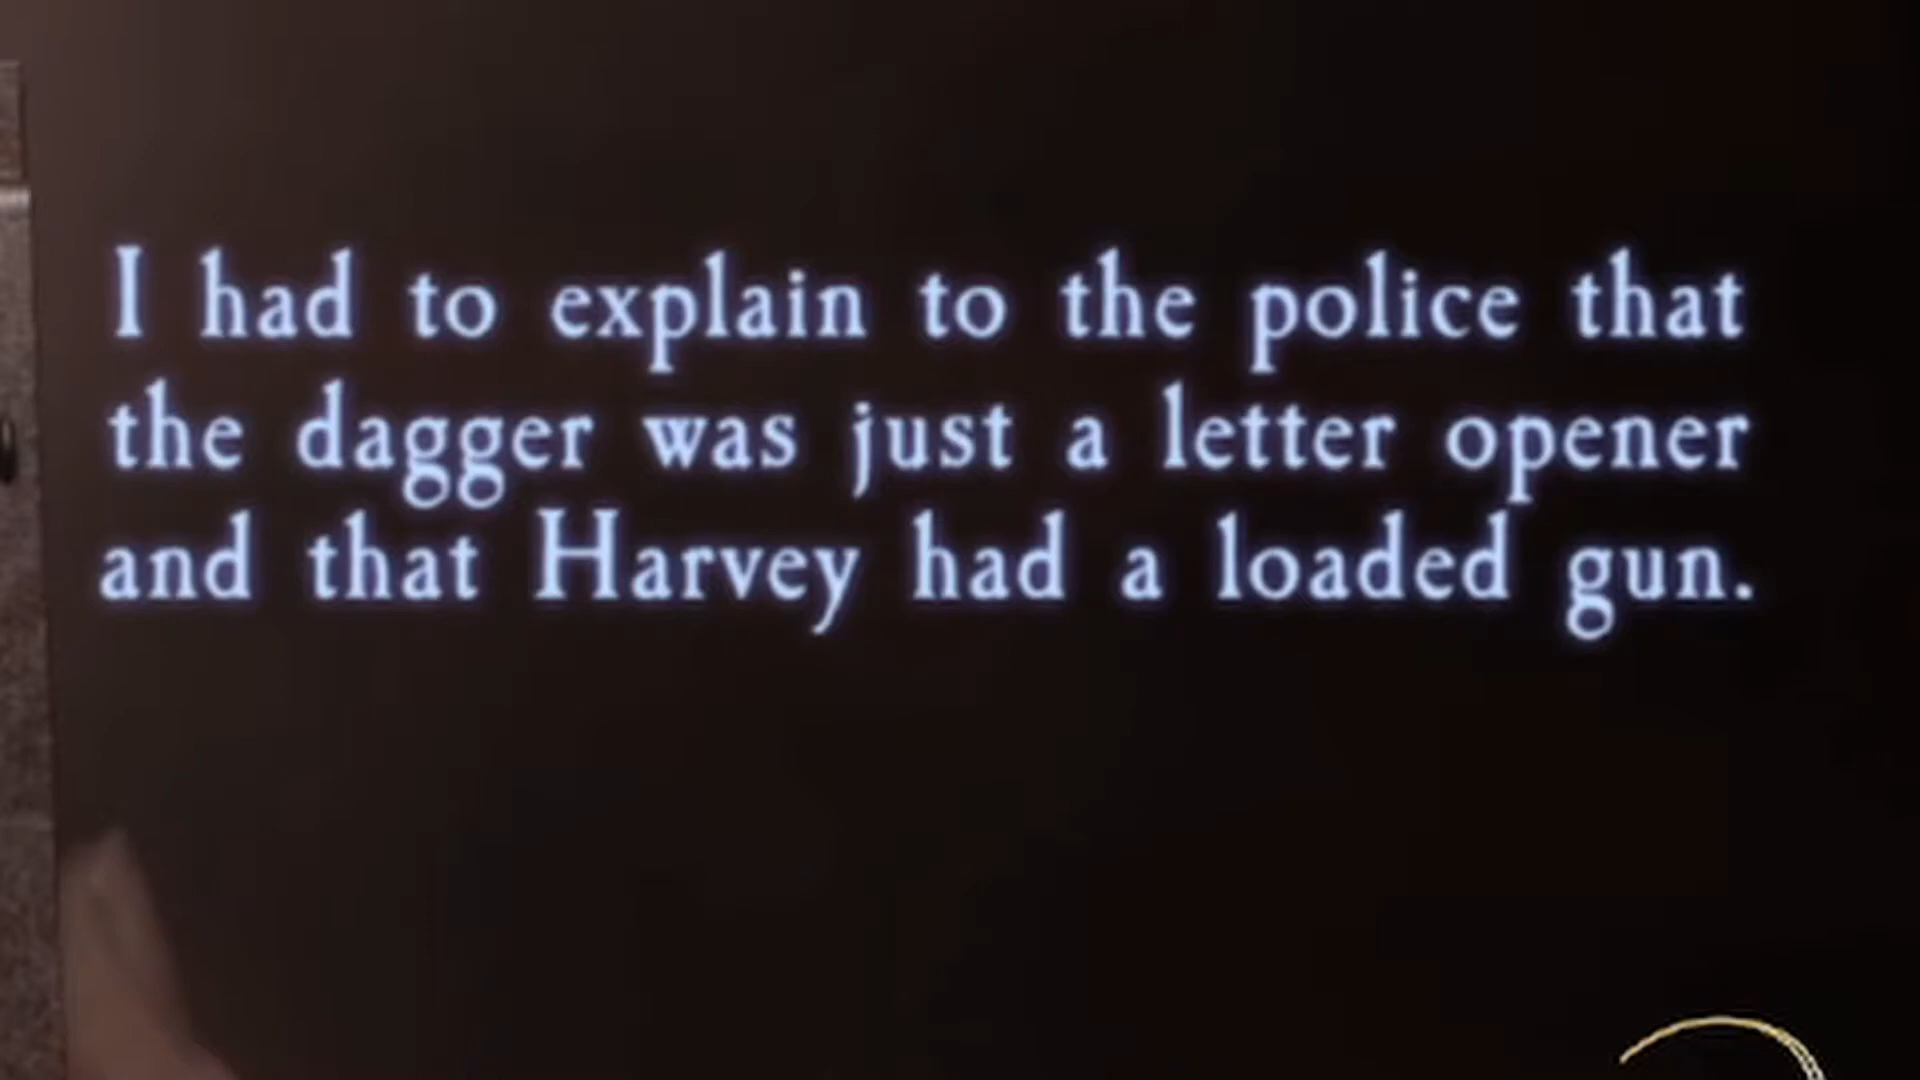 I had to explain to the police that
the dagger was just a letter opener
and that Harvey had a loaded gun.